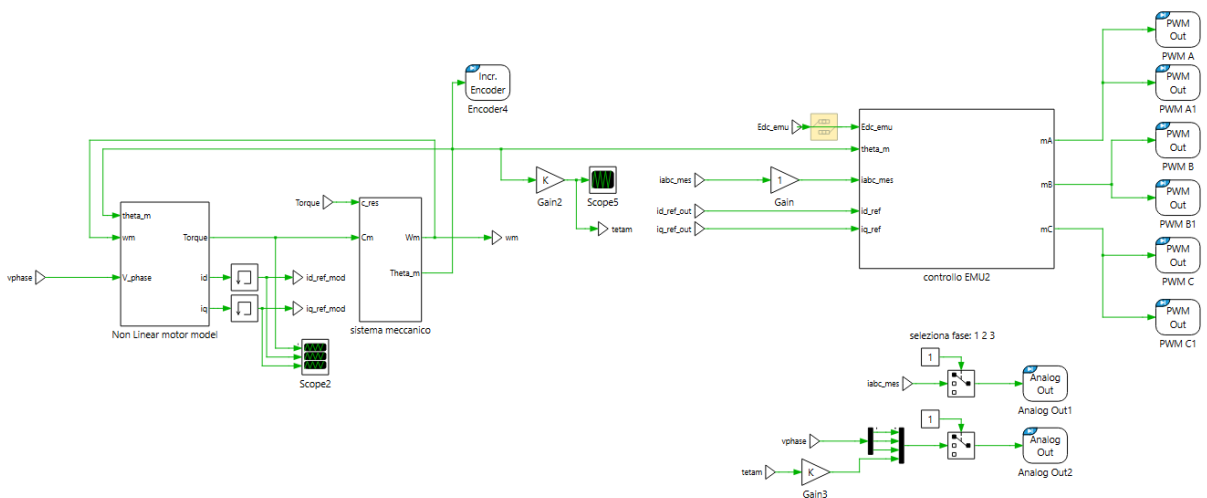 PWM
Out
PWM A
PWM
Out
PWM A1
Incr.
Encoder
Encoder4
Edc_emu
Edc_emu
mA
PWM
Out
PWM B
theta_m
iabc_mes
1
Gain
iabc_mes
mB
PWM
Out
PWM B1
K
Gain2
Scope5
id_ref_out
id_ref
iq_ref_out
iq_ref
mC
tetam
controllo EMU2
PWM
Out
PWM C
PWM
Out
PWM C1
theta_m
wm
Torque
V_phase
id
iq
vphase
Non Linear motor model
id_ref_mod
iq_ref_mod
Scope2
Torque
c_res
Cm
Wm
Theta_m
sistema meccanico
wm
seleziona fase: 1 2 3
1
iabc_mes
Analog
Out
Analog Out1
1
vphase
tetam
K
Gain3
Analog
Out
Analog Out2